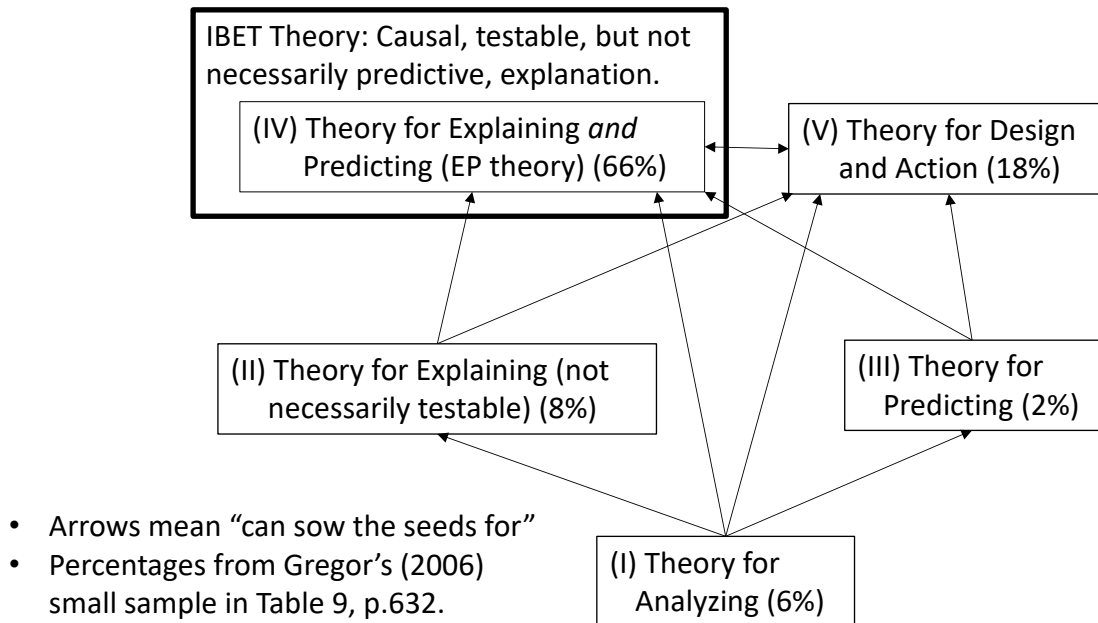 IBET Theory: Causal, testable, but not
necessarily predictive, explanation.
(IV) Theory for Explaining and
Predicting (EP theory) (66%)
(V) Theory for Design
and Action (18%)
(II) Theory for Explaining (not
necessarily testable) (8%)
(III) Theory for
Predicting (2%)
• Arrows mean “can sow the seeds for”
• Percentages from Gregor’s (2006)
small sample in Table 9, p.632.
(I) Theory for
Analyzing (6%)